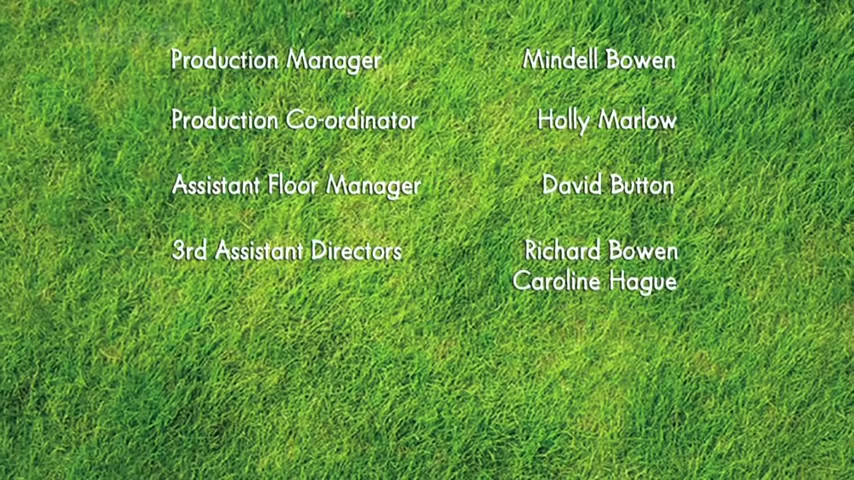 Production Manager Mindell Bowen
Production Co-ordinator Holly Marlow
Assistant Floor Manager David Button
3rd Assistant Directors Richard Bowen
Caroline Hague